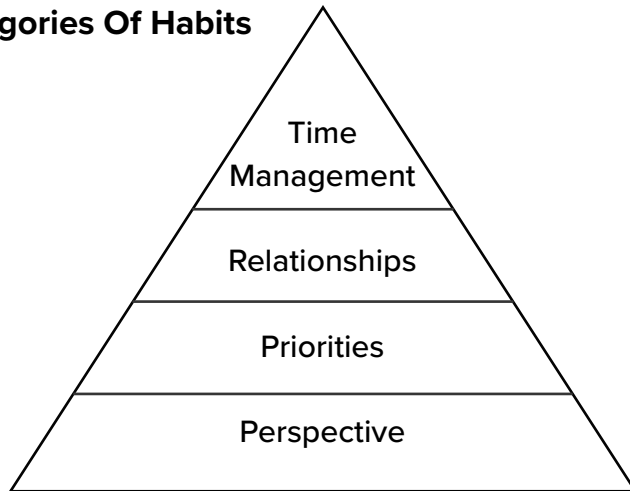 gories Of Habits
Time
Management
Relationships
Priorities
Perspective